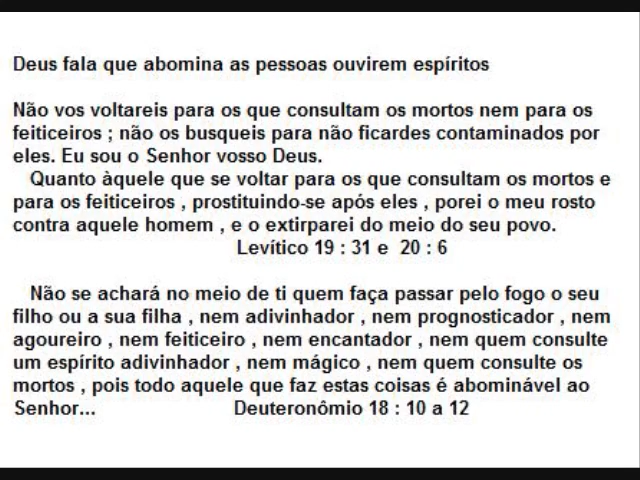 Deus fala que abomina as pessoas ouvirem espíritos
Não vos voltareis para os que consultam os mortos nem para os
feiticeiros ; não os busqueis para não ficardes contaminados por
eles. Eu sou o Senhor vosso Deus.
Quanto àquele que se voltar para os que consultam os mortos e
para os feiticeiros , prostituindo-se após eles , porei o meu rosto
contra aquele homem , e o extirparei do meio do seu povo.
Levítico 19 : 31 e 20 : 6
Não se achará no meio de ti quem faça passar pelo fogo o seu
filho ou a sua filha , nem adivinhador , nem prognosticador , nem
agoureiro , nem feiticeiro , nem encantador , nem quem consulte
um espírito adivinhador , nem mágico , nem quem consulte os
mortos , pois todo aquele que faz estas coisas é abominável ao
Senhor... Deuteronômio 18 : 10 a 12